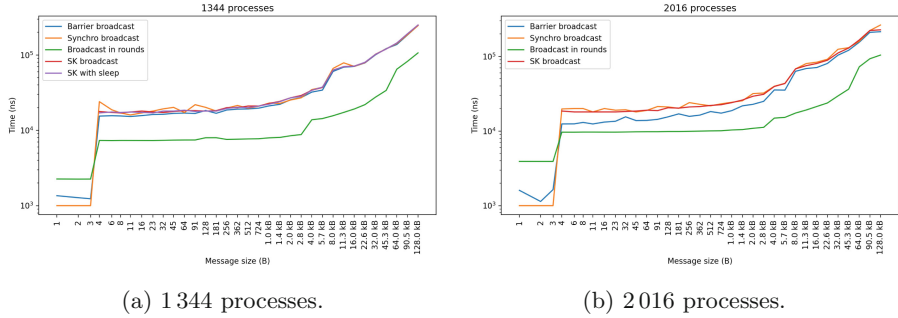 1344 processes
Barrier broadcast
Synchro broadcast
Broadcast in rounds
SK broadcast
SK with sleep
Time (ns)
10^5
10^4
10^3
1 2 3 4 6 8 11 16 23 32 45 64 91 128 181 256 362 512 724 1.0 kB 1.4 kB 2.0 kB 2.8 kB 4.0 kB 5.7 kB 8.0 kB 11.3 kB 16.0 kB 22.6 kB 32.0 kB 45.3 kB 64.0 kB 90.5 kB 128.0 kB
Message size (B)
(a) 1 344 processes.
2016 processes
Barrier broadcast
Synchro broadcast
Broadcast in rounds
SK broadcast
Time (ns)
10^5
10^4
10^3
1 2 3 4 6 8 11 16 23 32 45 64 91 128 181 256 362 512 724 1.0 kB 1.4 kB 2.0 kB 2.8 kB 4.0 kB 5.7 kB 8.0 kB 11.3 kB 16.0 kB 22.6 kB 32.0 kB 45.3 kB 64.0 kB 90.5 kB 128.0 kB
Message size (B)
(b) 2 016 processes.